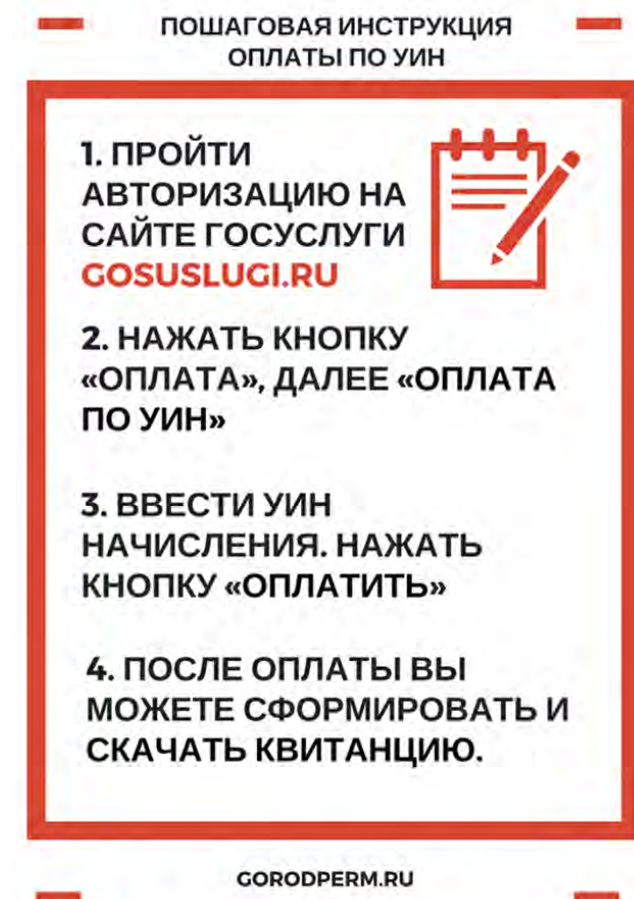 ПОШАГОВАЯ ИНСТРУКЦИЯ
ОПЛАТЫ ПО УИН
1. ПРОЙТИ
АВТОРИЗАЦИЮ НА
САЙТЕ ГОСУСЛУГИ
GOSUSLUGI.RU
2. НАЖАТЬ КНОПКУ
«ОПЛАТА», ДАЛЕЕ «ОПЛАТА
ПО УИН»
3. ВВЕСТИ УИН
НАЧИСЛЕНИЯ. НАЖАТЬ
КНОПКУ «ОПЛАТИТЬ»
4. ПОСЛЕ ОПЛАТЫ ВЫ
МОЖЕТЕ СФОРМИРОВАТЬ И
СКАЧАТЬ КВИТАНЦИЮ.
GORODPERM.RU